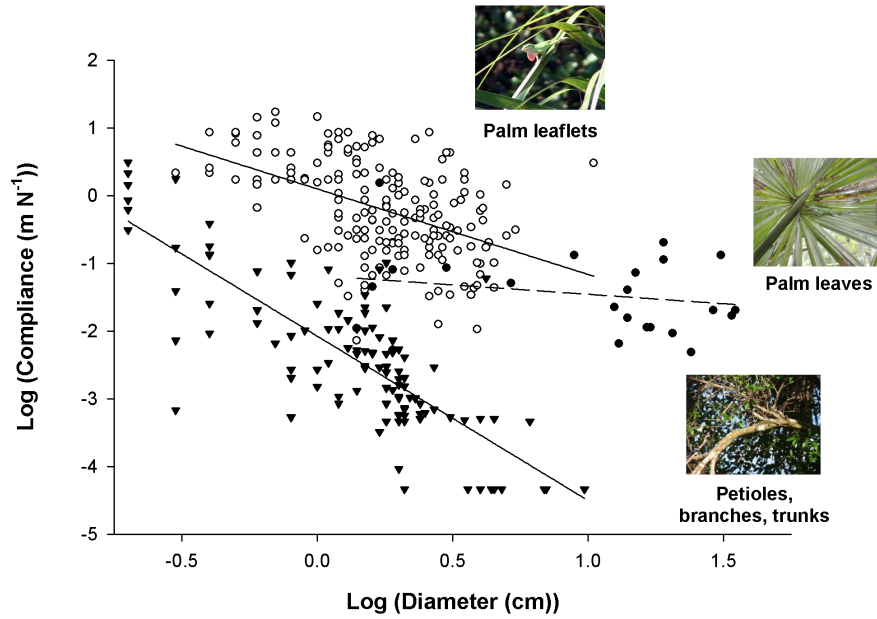 2
1
0
-1
-2
-3
-4
-5
-0.5
0.0
0.5
1.0
1.5
Log (Compliance (m N⁻¹))
Log (Diameter (cm))
Palm leaflets
Palm leaves
Petioles,
branches, trunks